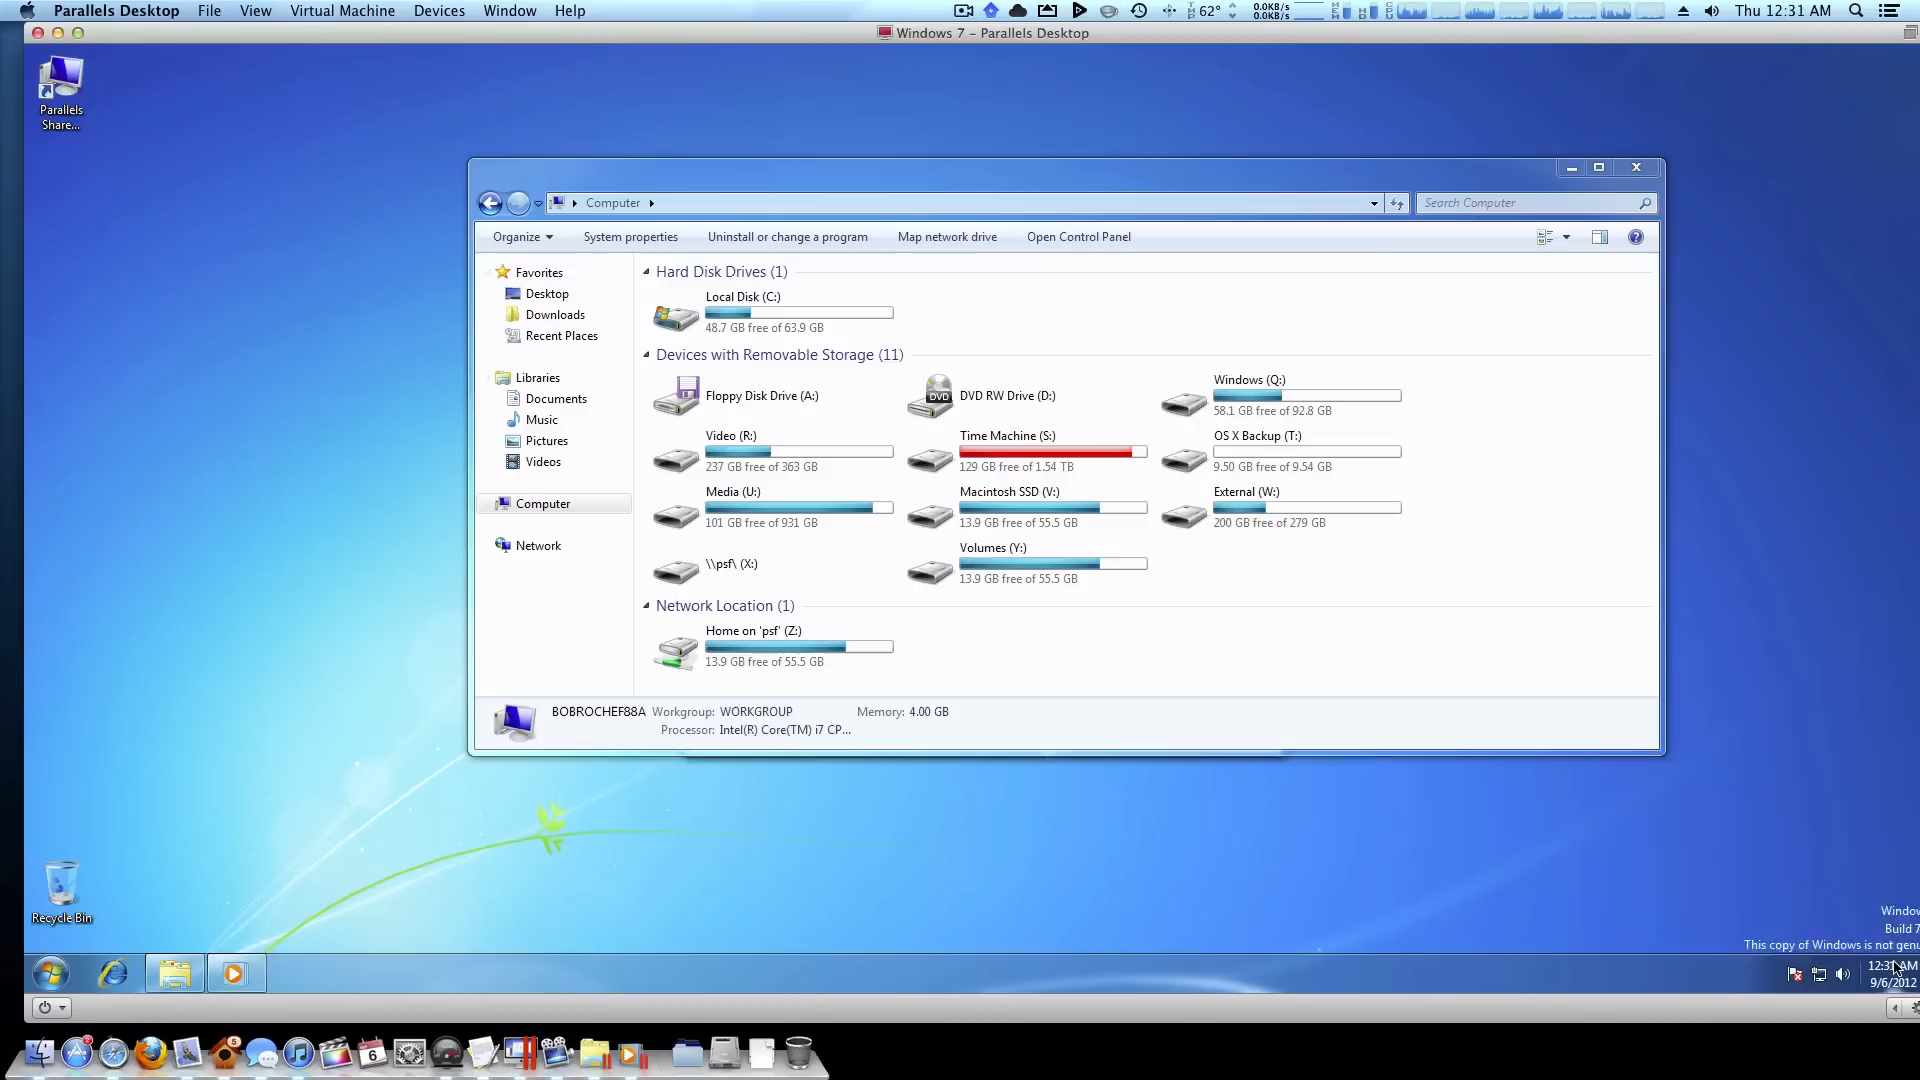 Parallels Desktop File View Virtual Machine Devices Window Help 62° 0.0KB/s 0.0KB/s Thu 12:31 AM
Windows 7 – Parallels Desktop
Parallels
Share...
Computer
Search Computer
Organize System properties Uninstall or change a program Map network drive Open Control Panel
Favorites
Desktop
Downloads
Recent Places
Libraries
Documents
Music
Pictures
Videos
Computer
Network
Hard Disk Drives (1)
Local Disk (C:)
48.7 GB free of 63.9 GB
Devices with Removable Storage (11)
Floppy Disk Drive (A:)
DVD
DVD RW Drive (D:)
Windows (Q:)
58.1 GB free of 92.8 GB
Video (R:)
237 GB free of 363 GB
Time Machine (S:)
129 GB free of 1.54 TB
OS X Backup (T:)
9.50 GB free of 9.54 GB
Media (U:)
101 GB free of 931 GB
Macintosh SSD (V:)
13.9 GB free of 55.5 GB
External (W:)
200 GB free of 279 GB
\\psf\ (X:)
Volumes (Y:)
13.9 GB free of 55.5 GB
Network Location (1)
Home on 'psf' (Z:)
13.9 GB free of 55.5 GB
BOBROCHEF88A Workgroup: WORKGROUP Memory: 4.00 GB
Processor: Intel(R) Core(TM) i7 CP...
Recycle Bin
Window
Build 7
This copy of Windows is not genu
12:31 AM
9/6/2012
5
6